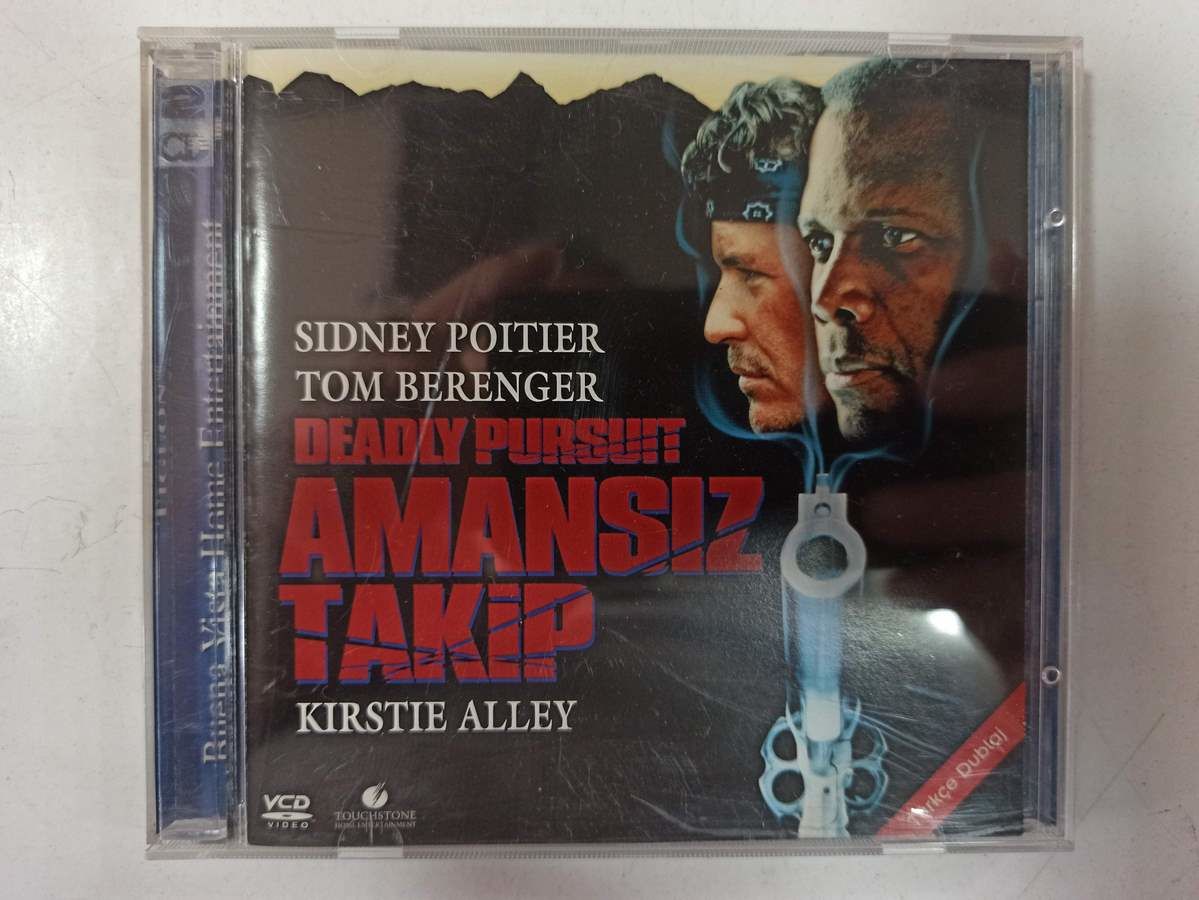 SIDNEY POITIER
TOM BERENGER
DEADLY PURSUIT
AMANSIZ
TAKİP
KIRSTIE ALLEY
VCD
VIDEO
TOUCHSTONE
HOME ENTERTAINMENT
Dublaj
Buena Vista Home Entertainment